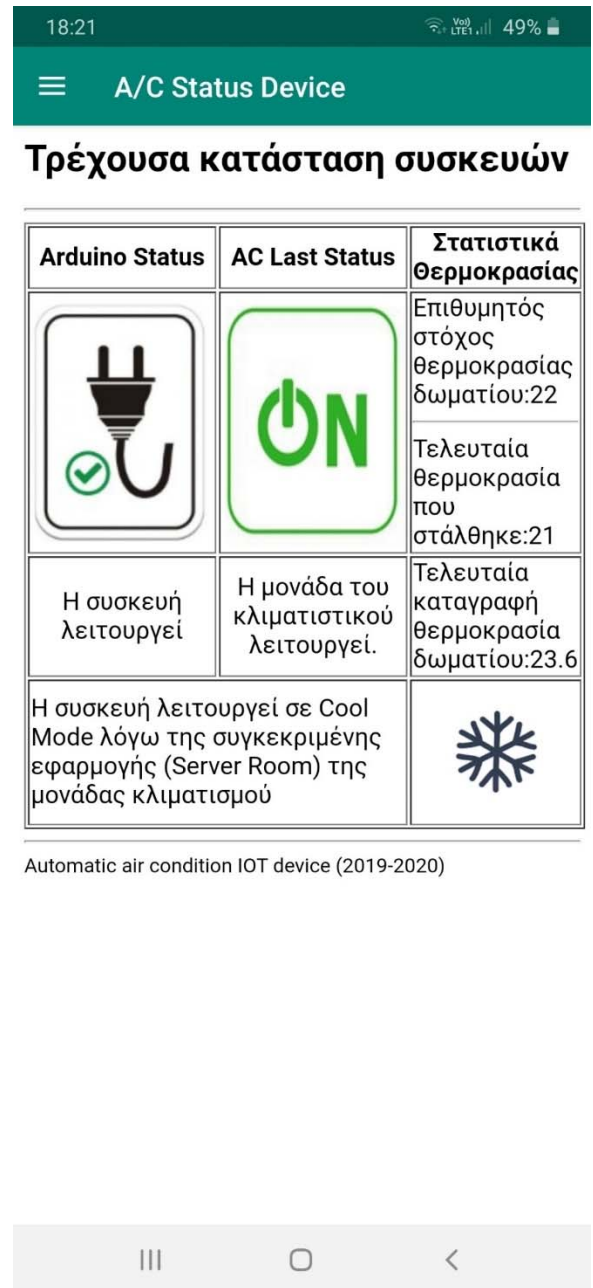 18:21
Vo)) LTE1 49%
A/C Status Device
Τρέχουσα κατάσταση συσκευών
Arduino Status
AC Last Status
Στατιστικά
Θερμοκρασίας
ON
Επιθυμητός
στόχος
θερμοκρασίας
δωματίου:22
Τελευταία
θερμοκρασία
που
στάλθηκε:21
Η συσκευή
λειτουργεί
Η μονάδα του
κλιματιστικού
λειτουργεί.
Τελευταία
καταγραφή
θερμοκρασία
δωματίου:23.6
Η συσκευή λειτουργεί σε Cool
Mode λόγω της συγκεκριμένης
εφαρμογής (Server Room) της
μονάδας κλιματισμού
Automatic air condition IOT device (2019-2020)